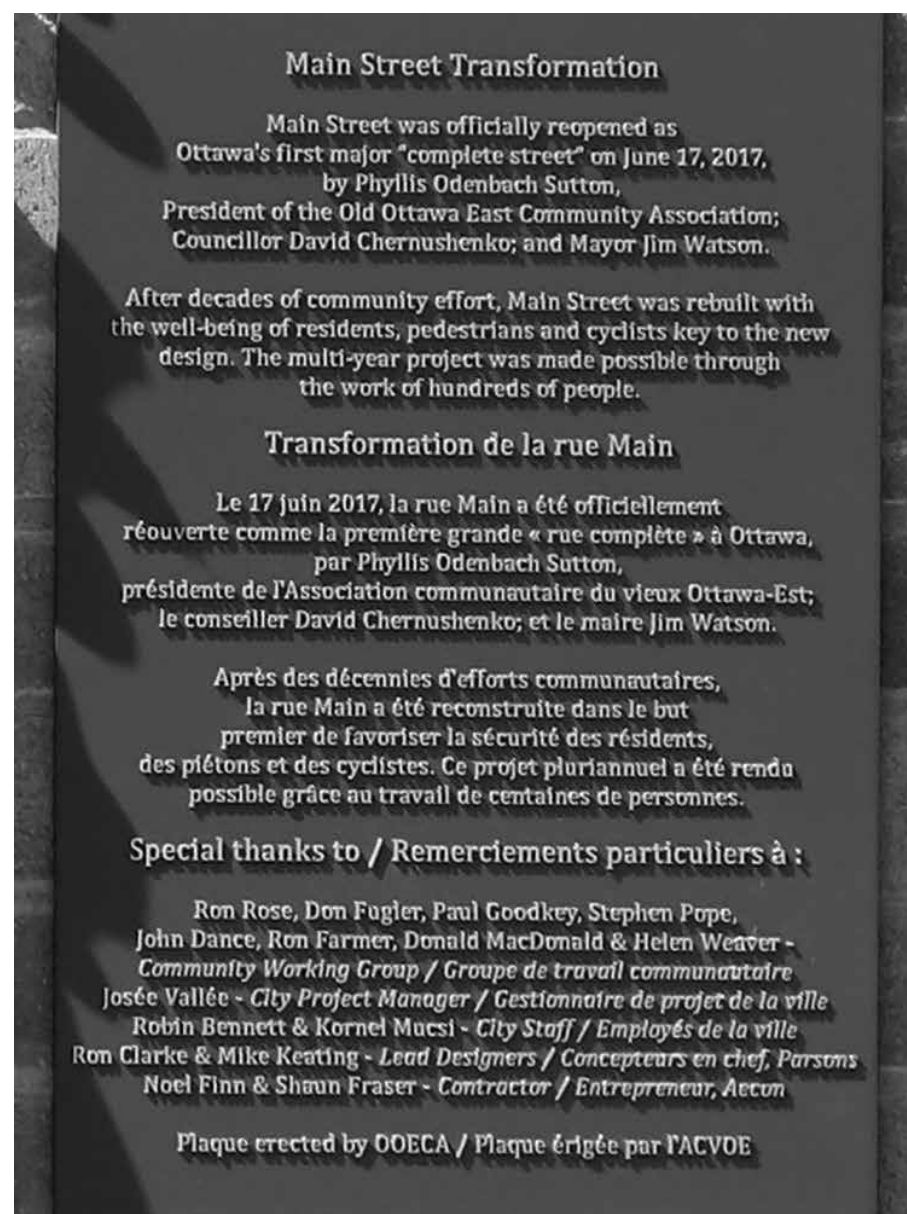 Main Street Transformation
Main Street was officially reopened as
Ottawa's first major "complete street" on June 17, 2017,
by Phyllis Odenbach Sutton,
President of the Old Ottawa East Community Association;
Councillor David Chernushenko; and Mayor Jim Watson.
After decades of community effort, Main Street was rebuilt with
the well-being of residents, pedestrians and cyclists key to the new
design. The multi-year project was made possible through
the work of hundreds of people.
Transformation de la rue Main
Le 17 juin 2017, la rue Main a été officiellement
réouverte comme la première grande « rue complète » à Ottawa,
par Phyllis Odenbach Sutton,
présidente de l'Association communautaire du vieux Ottawa-Est;
le conseiller David Chernushenko; et le maire Jim Watson.
Après des décennies d'efforts communautaires,
la rue Main a été reconstruite dans le but
premier de favoriser la sécurité des résidents,
des piétons et des cyclistes. Ce projet pluriannuel a été rendu
possible grâce au travail de centaines de personnes.
Special thanks to / Remerciements particuliers à :
Ron Rose, Don Fugler, Paul Goodkey, Stephen Pope,
John Dance, Ron Farmer, Donald MacDonald & Helen Weaver -
Community Working Group / Groupe de travail communautaire
Josée Vallée - City Project Manager / Gestionnaire de projet de la ville
Robin Bennett & Kornel Mucsi - City Staff / Employés de la ville
Ron Clarke & Mike Keating - Lead Designers / Concepteurs en chef, Parsons
Noel Finn & Shaun Fraser - Contractor / Entrepreneur, Aecon
Plaque erected by OOECA / Plaque érigée par l'ACVOE